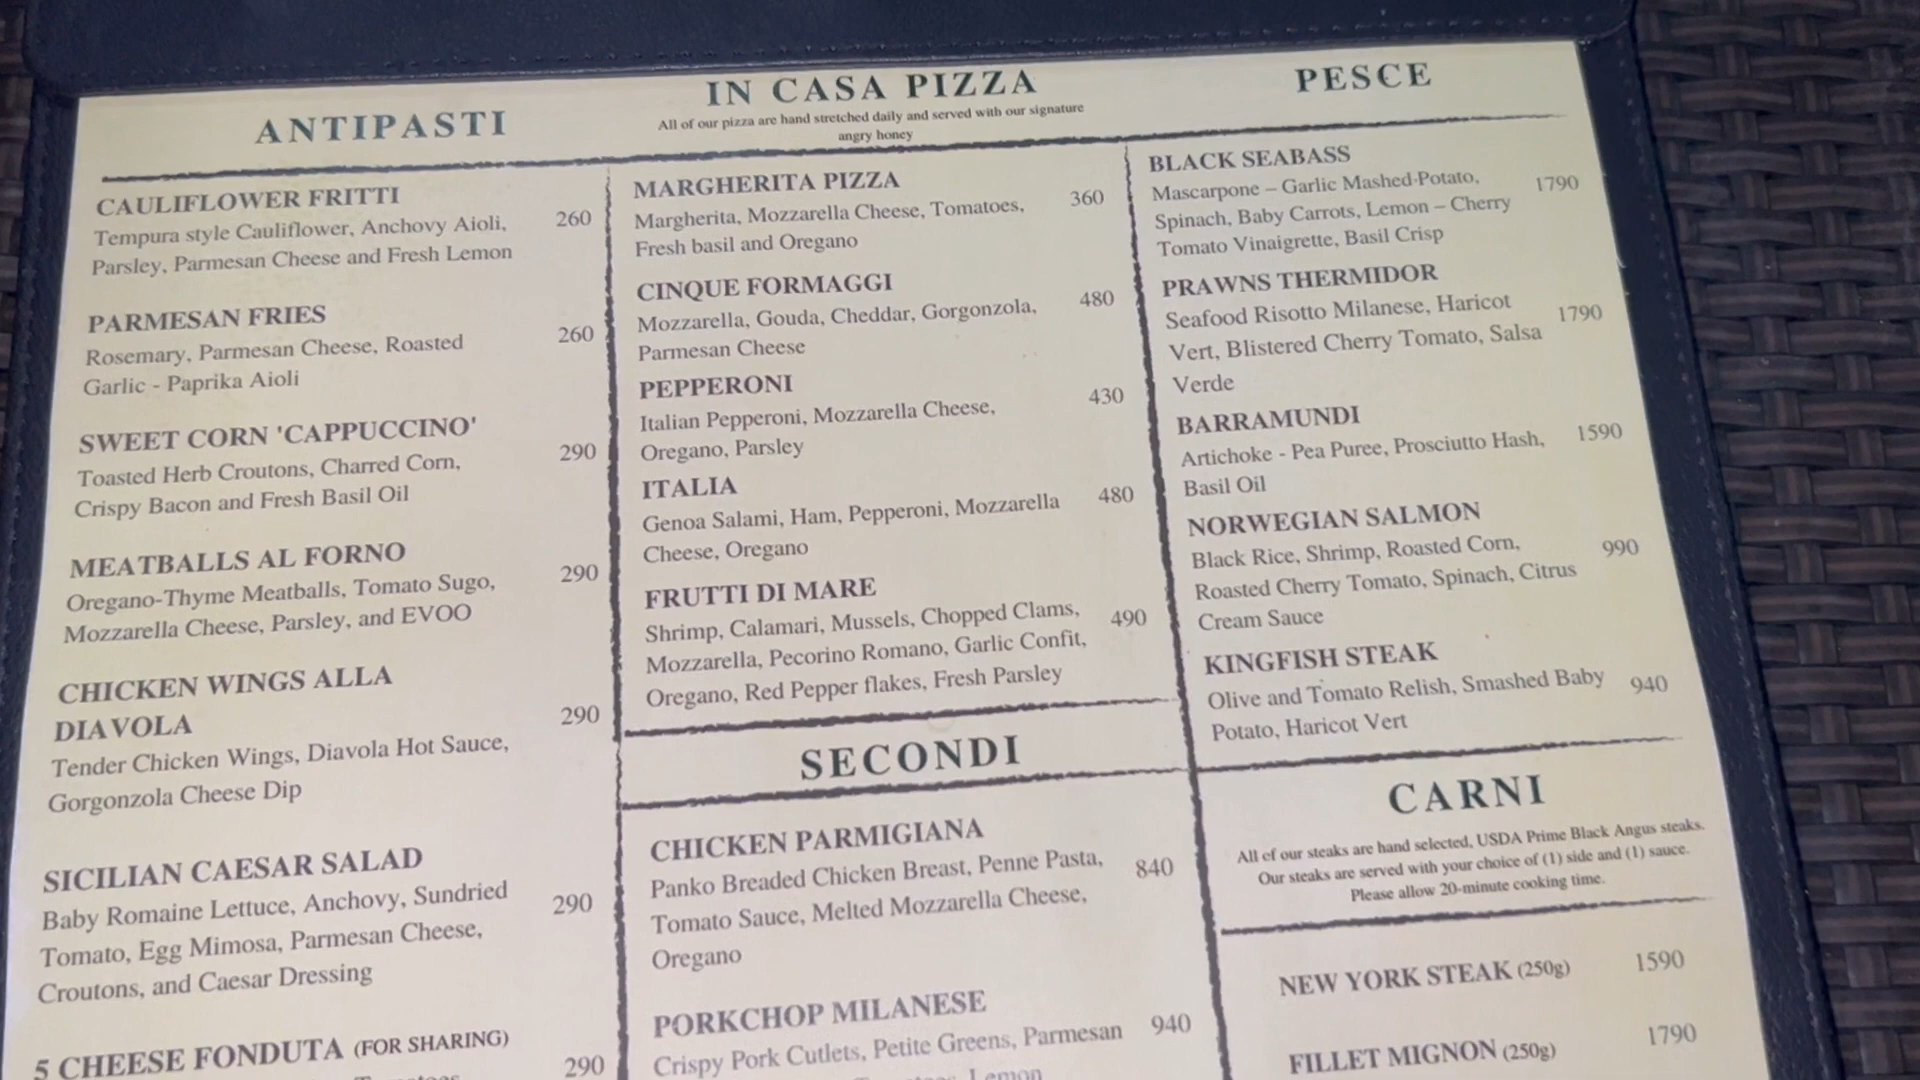 ANTIPASTI
CAULIFLOWER FRITTI
Tempura style Cauliflower, Anchovy Aioli,
Parsley, Parmesan Cheese and Fresh Lemon
260
PARMESAN FRIES
Rosemary, Parmesan Cheese, Roasted
Garlic - Paprika Aioli
260
SWEET CORN 'CAPPUCCINO'
Toasted Herb Croutons, Charred Corn,
Crispy Bacon and Fresh Basil Oil
290
MEATBALLS AL FORNO
Oregano-Thyme Meatballs, Tomato Sugo,
Mozzarella Cheese, Parsley, and EVOO
290
CHICKEN WINGS ALLA
DIAVOLA
Tender Chicken Wings, Diavola Hot Sauce,
Gorgonzola Cheese Dip
290
SICILIAN CAESAR SALAD
Baby Romaine Lettuce, Anchovy, Sundried
Tomato, Egg Mimosa, Parmesan Cheese,
Croutons, and Caesar Dressing
290
5 CHEESE FONDUTA (FOR SHARING)
290
IN CASA PIZZA
All of our pizza are hand stretched daily and served with our signature
angry honey
MARGHERITA PIZZA
Margherita, Mozzarella Cheese, Tomatoes,
Fresh basil and Oregano
360
CINQUE FORMAGGI
Mozzarella, Gouda, Cheddar, Gorgonzola,
Parmesan Cheese
480
PEPPERONI
Italian Pepperoni, Mozzarella Cheese,
Oregano, Parsley
430
ITALIA
Genoa Salami, Ham, Pepperoni, Mozzarella
Cheese, Oregano
480
FRUTTI DI MARE
Shrimp, Calamari, Mussels, Chopped Clams,
Mozzarella, Pecorino Romano, Garlic Confit,
Oregano, Red Pepper flakes, Fresh Parsley
490
SECONDI
CHICKEN PARMIGIANA
Panko Breaded Chicken Breast, Penne Pasta,
Tomato Sauce, Melted Mozzarella Cheese,
Oregano
840
PORKCHOP MILANESE
Crispy Pork Cutlets, Petite Greens, Parmesan
940
Lemon
PESCE
BLACK SEABASS
Mascarpone – Garlic Mashed-Potato,
Spinach, Baby Carrots, Lemon – Cherry
Tomato Vinaigrette, Basil Crisp
1790
PRAWNS THERMIDOR
Seafood Risotto Milanese, Haricot
Vert, Blistered Cherry Tomato, Salsa
Verde
1790
BARRAMUNDI
Artichoke - Pea Puree, Prosciutto Hash,
Basil Oil
1590
NORWEGIAN SALMON
Black Rice, Shrimp, Roasted Corn,
Roasted Cherry Tomato, Spinach, Citrus
Cream Sauce
990
KINGFISH STEAK
Olive and Tomato Relish, Smashed Baby
Potato, Haricot Vert
940
CARNI
All of our steaks are hand selected, USDA Prime Black Angus steaks.
Our steaks are served with your choice of (1) side and (1) sauce.
Please allow 20-minute cooking time.
NEW YORK STEAK (250g)
1590
FILLET MIGNON (250g)
1790